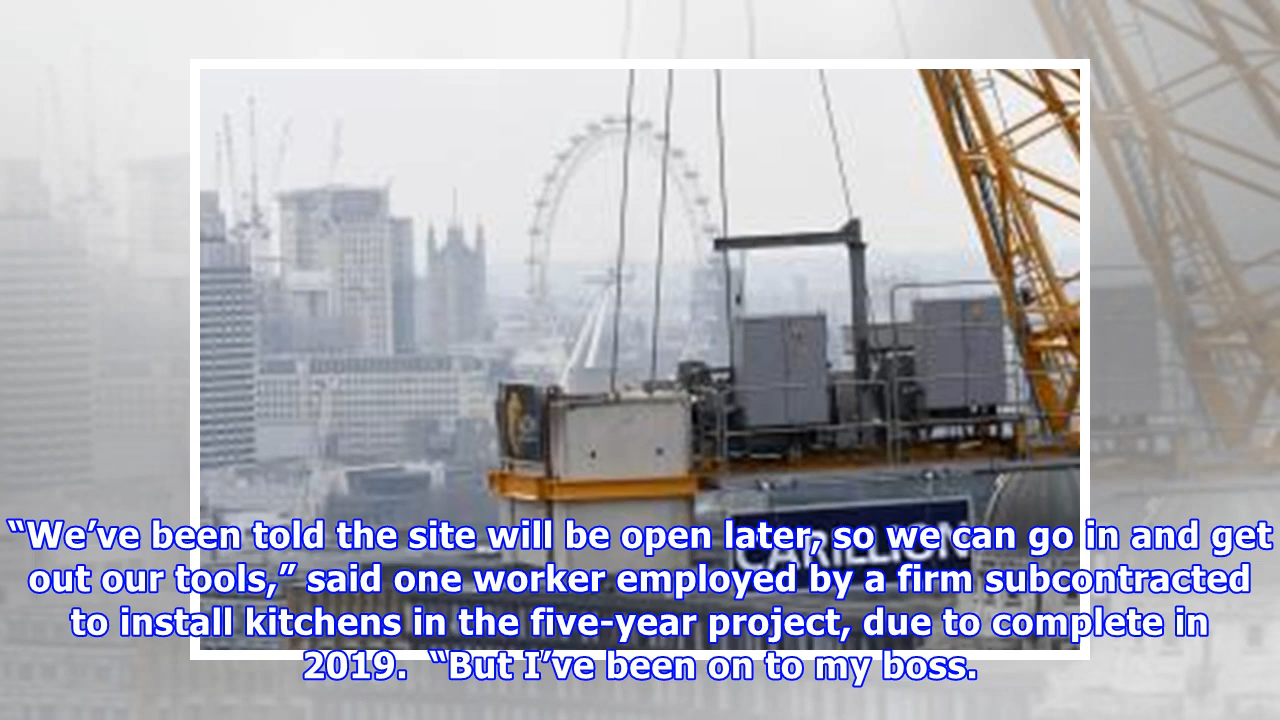 CARILLION
“We’ve been told the site will be open later, so we can go in and get
out our tools,” said one worker employed by a firm subcontracted
to install kitchens in the five-year project, due to complete in
2019.  “But I’ve been on to my boss.